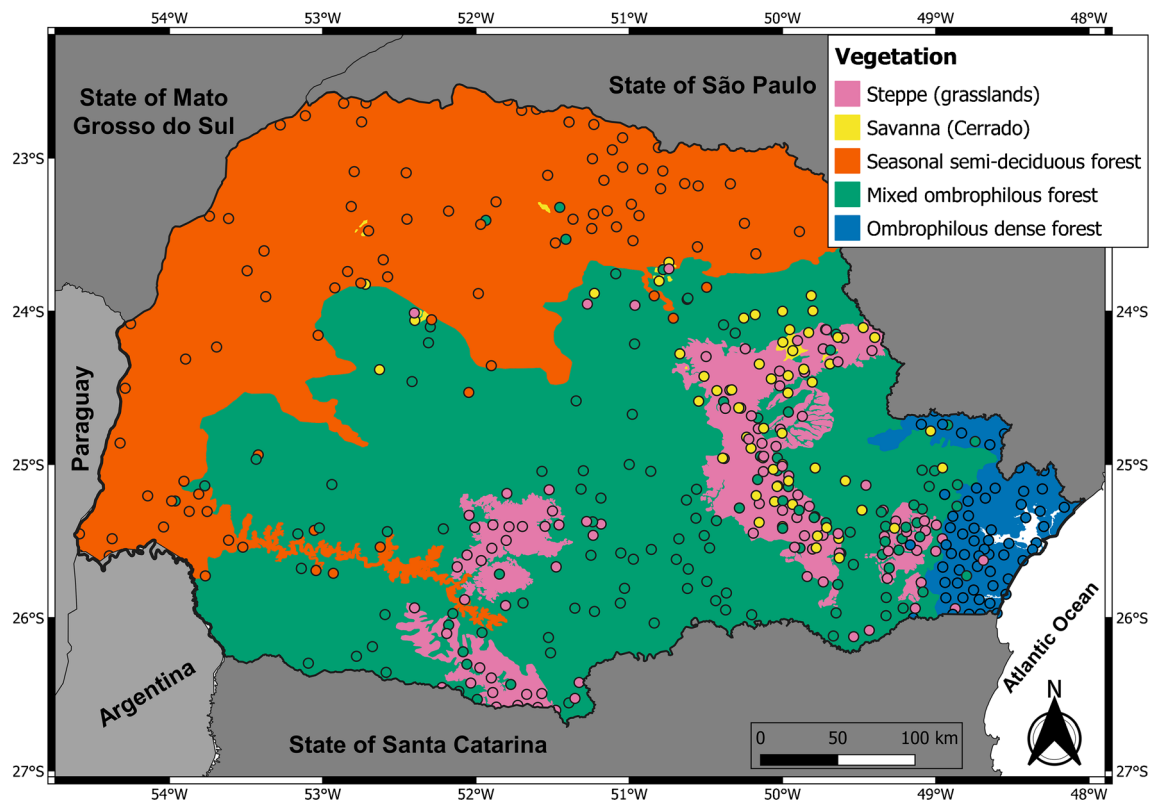 54°W 53°W 52°W 51°W 50°W 49°W 48°W
State of Mato
Grosso do Sul
State of São Paulo
Vegetation
Steppe (grasslands)
Savanna (Cerrado)
Seasonal semi-deciduous forest
Mixed ombrophilous forest
Ombrophilous dense forest
23°S
24°S 24°S
Paraguay
25°S 25°S
26°S 26°S
Atlantic Ocean
Argentina
State of Santa Catarina
N
0 50 100 km
27°S 27°S
54°W 53°W 52°W 51°W 50°W 49°W 48°W